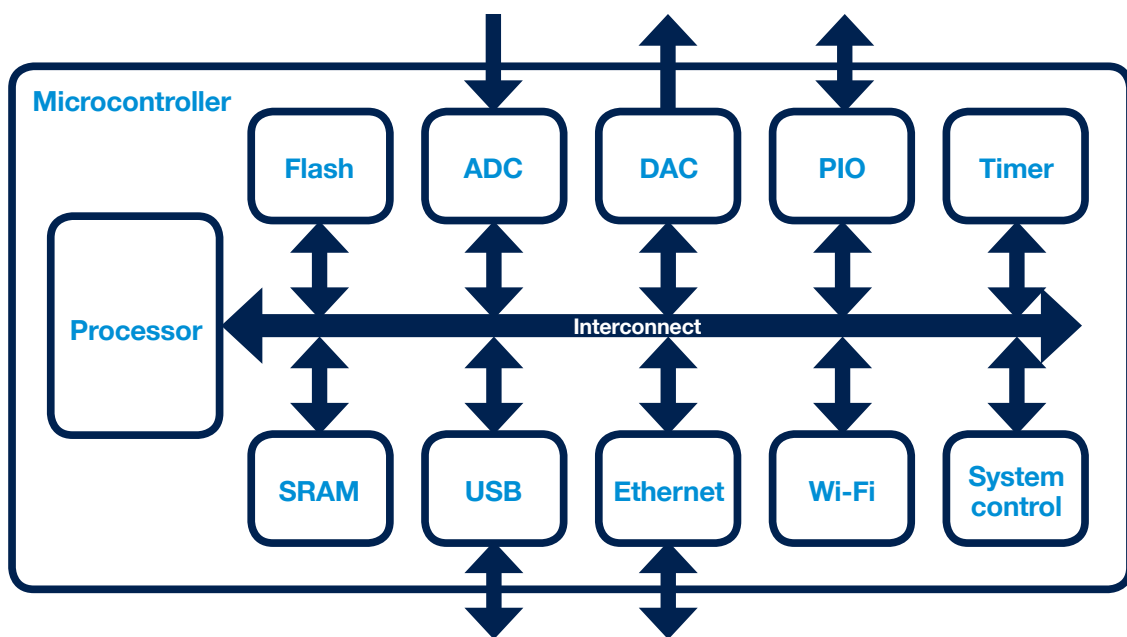 Microcontroller
Flash
ADC
DAC
PIO
Timer
Processor
Interconnect
SRAM
USB
Ethernet
Wi-Fi
System
control